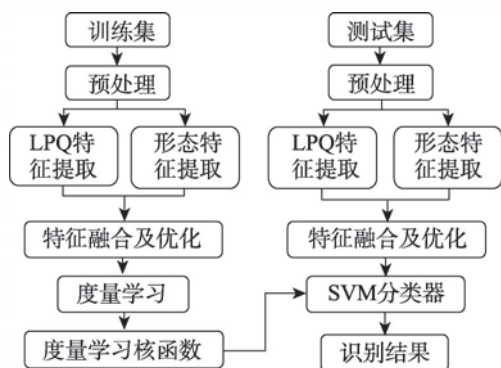 训练集
预处理
LPQ特
征提取
形态特
征提取
特征融合及优化
度量学习
度量学习核函数
测试集
预处理
LPQ特
征提取
形态特
征提取
特征融合及优化
SVM分类器
识别结果